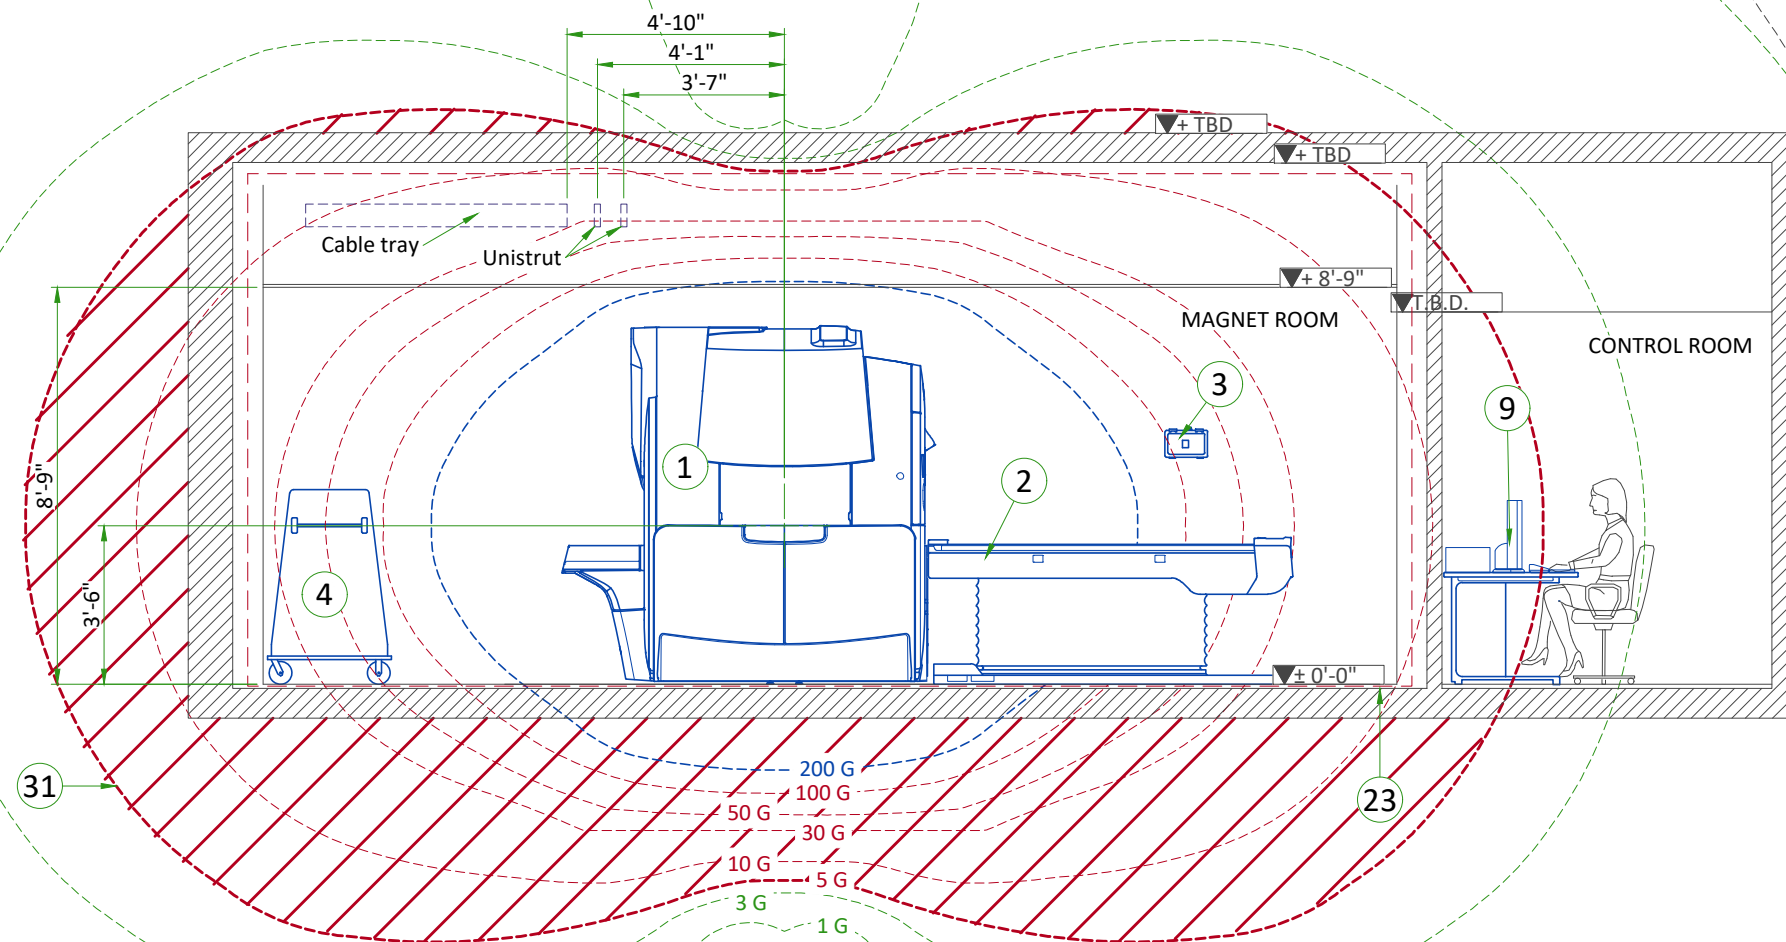 4'-10"
4'-1"
3'-7"
+ TBD
+ TBD
Cable tray
Unistrut
+ 8'-9"
T.B.D.
MAGNET ROOM
CONTROL ROOM
3
9
1
2
8'-9"
4
3'-6"
± 0'-0"
31
23
200 G
100 G
50 G
30 G
10 G
5 G
3 G
1 G